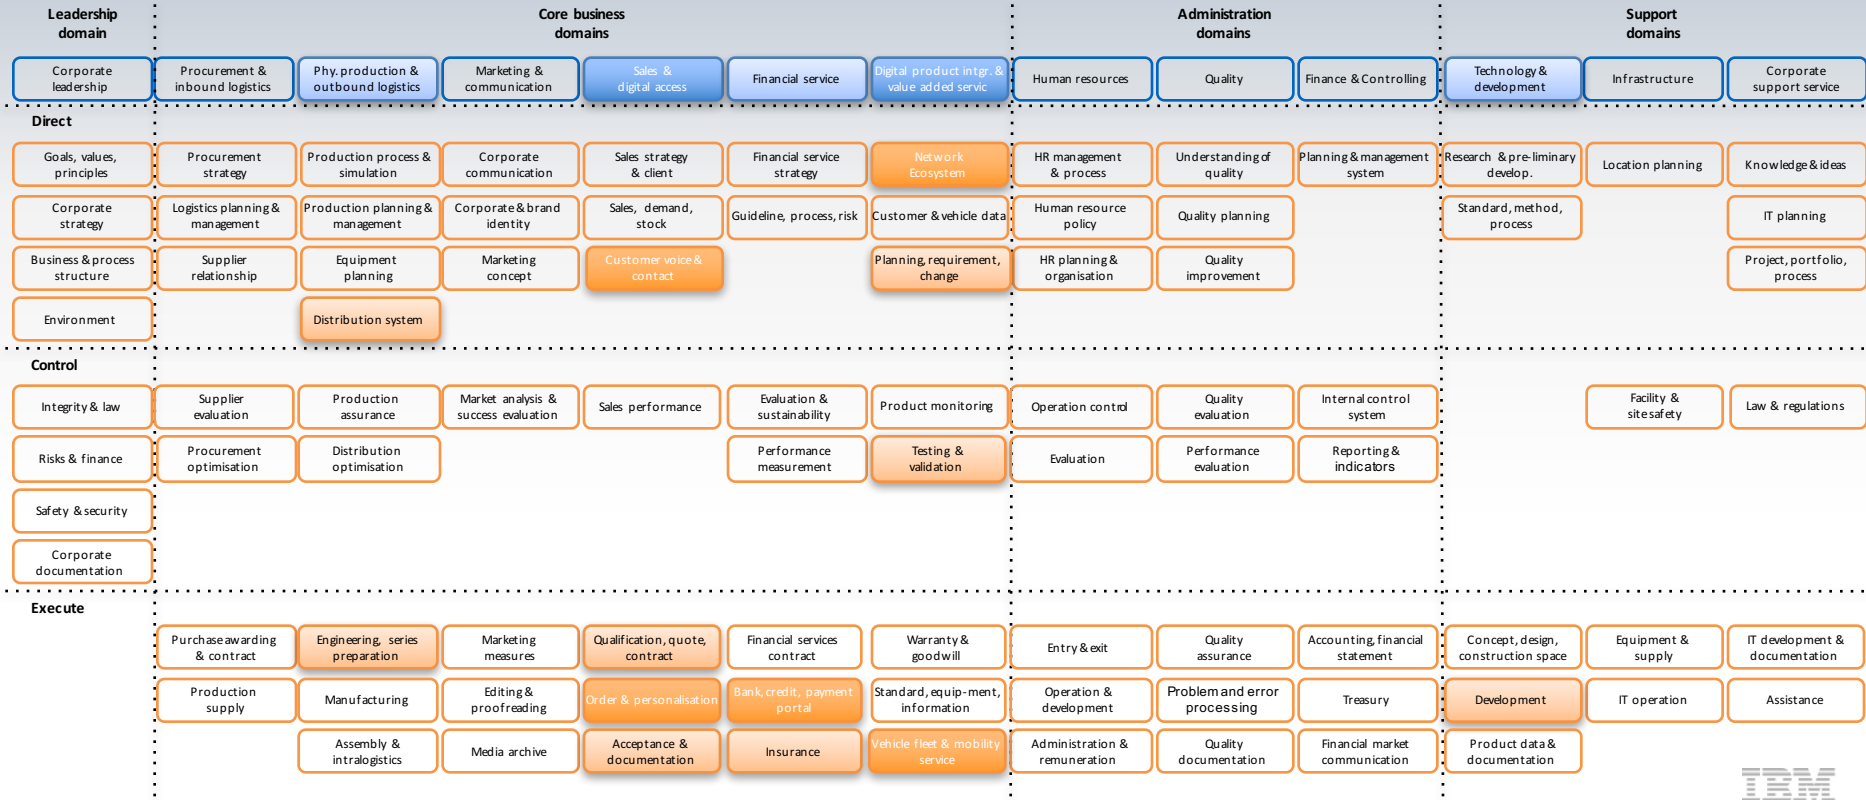 Leadership
domain
Core business
domains
Administration
domains
Support
domains
Corporate
leadership
Procurement &
inbound logistics
Phy. production &
outbound logistics
Marketing &
communication
Sales &
digital access
Financial service
Digital product intgr. &
value added servic
Human resources
Quality
Finance & Controlling
Technology &
development
Infrastructure
Corporate
support service
Direct
Goals, values,
principles
Procurement
strategy
Production process &
simulation
Corporate
communication
Sales strategy
& client
Financial service
strategy
Network
Ecosystem
HR management
& process
Understanding of
quality
Planning & management
system
Research & pre-liminary
develop.
Location planning
Knowledge & ideas
Corporate
strategy
Logistics planning &
management
Production planning &
management
Corporate & brand
identity
Sales, demand,
stock
Guideline, process, risk
Customer & vehicle data
Human resource
policy
Quality planning
Standard, method,
process
IT planning
Business & process
structure
Supplier
relationship
Equipment
planning
Marketing
concept
Customer voice &
contact
Planning, requirement,
change
HR planning &
organisation
Quality
improvement
Project, portfolio,
process
Environment
Distribution system
Control
Integrity & law
Supplier
evaluation
Production
assurance
Market analysis &
success evaluation
Sales performance
Evaluation &
sustainability
Product monitoring
Operation control
Quality
evaluation
Internal control
system
Facility &
site safety
Law & regulations
Risks & finance
Procurement
optimisation
Distribution
optimisation
Performance
measurement
Testing &
validation
Evaluation
Performance
evaluation
Reporting &
indicators
Safety & security
Corporate
documentation
Execute
Purchase awarding
& contract
Engineering, series
preparation
Marketing
measures
Qualification, quote,
contract
Financial services
contract
Warranty &
goodwill
Entry & exit
Quality
assurance
Accounting, financial
statement
Concept, design,
construction space
Equipment &
supply
IT development &
documentation
Production
supply
Manufacturing
Editing &
proofreading
Order & personalisation
Bank, credit, payment
portal
Standard, equip-ment,
information
Operation &
development
Problem and error
processing
Treasury
Development
IT operation
Assistance
Assembly &
intralogistics
Media archive
Acceptance &
documentation
Insurance
Vehicle fleet & mobility
service
Administration &
remuneration
Quality
documentation
Financial market
communication
Product data &
documentation
IBM